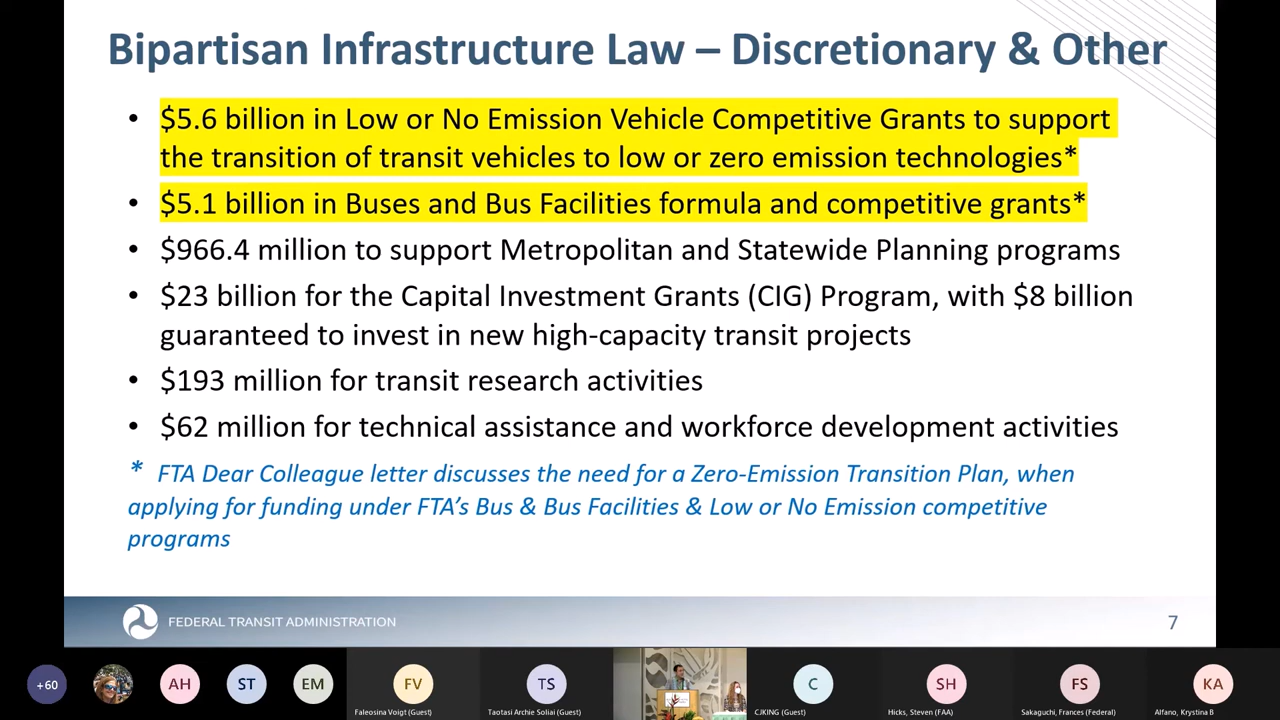 Bipartisan Infrastructure Law – Discretionary & Other
• $5.6 billion in Low or No Emission Vehicle Competitive Grants to support
the transition of transit vehicles to low or zero emission technologies*
• $5.1 billion in Buses and Bus Facilities formula and competitive grants*
• $966.4 million to support Metropolitan and Statewide Planning programs
• $23 billion for the Capital Investment Grants (CIG) Program, with $8 billion
guaranteed to invest in new high-capacity transit projects
• $193 million for transit research activities
• $62 million for technical assistance and workforce development activities
* FTA Dear Colleague letter discusses the need for a Zero-Emission Transition Plan, when
applying for funding under FTA's Bus & Bus Facilities & Low or No Emission competitive
programs
FEDERAL TRANSIT ADMINISTRATION
7
+60
AH
ST
EM
FV
TS
C
SH
FS
KA
Faleosina Voigt (Guest)
Taotasi Archie Soliai (Guest)
CJKING (Guest)
Hicks, Steven (FAA)
Sakaguchi, Frances (Federal)
Alfano, Krystina B